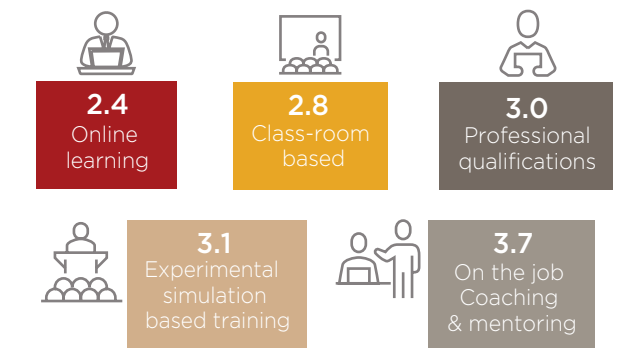 2.4
Online
learning
2.8
Class-room
based
3.0
Professional
qualifications
3.1
Experimental
simulation
based training
3.7
On the job
Coaching
& mentoring